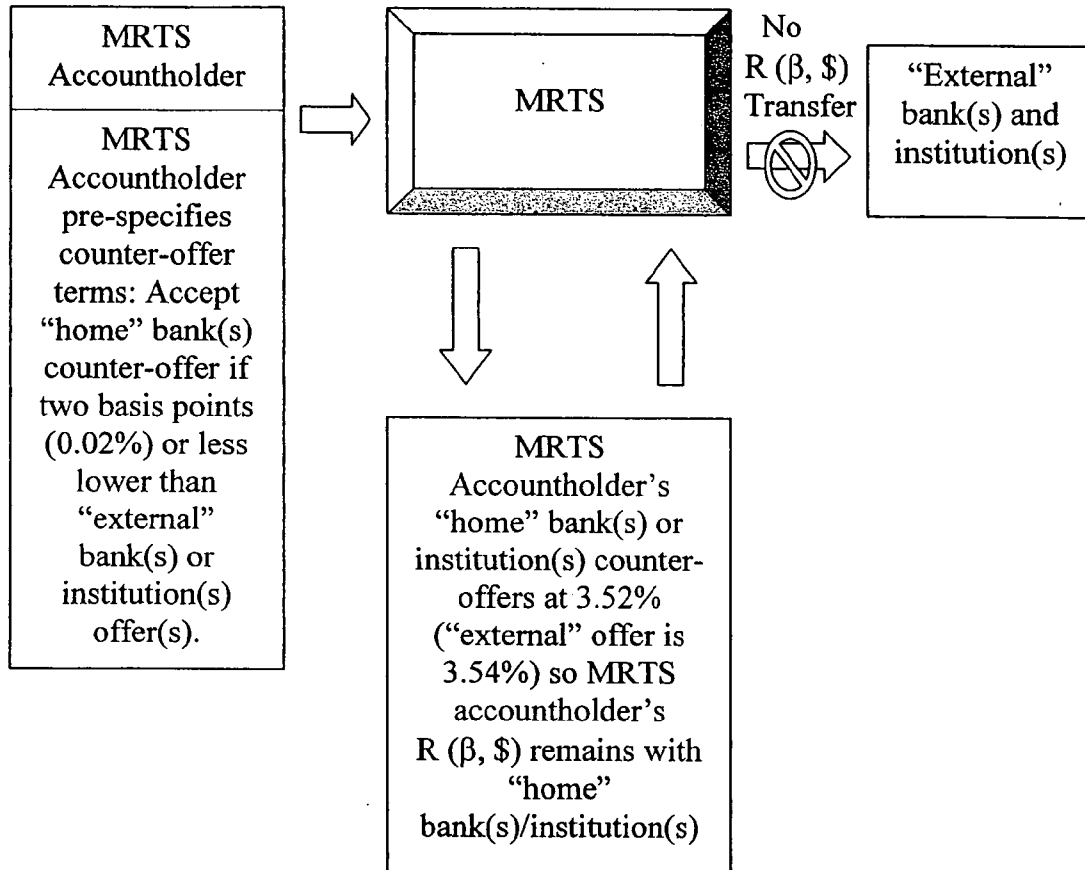 MRTS
Accountholder
MRTS
Accountholder
pre-specifies
counter-offer
terms: Accept
“home” bank(s)
counter-offer if
two basis points
(0.02%) or less
lower than
“external”
bank(s) or
institution(s)
offer(s).
MRTS
No
R (β, $)
Transfer
“External”
bank(s) and
institution(s)
MRTS
Accountholder’s
“home” bank(s) or
institution(s) counter-
offers at 3.52%
(“external” offer is
3.54%) so MRTS
accountholder’s
R (β, $) remains with
“home”
bank(s)/institution(s)